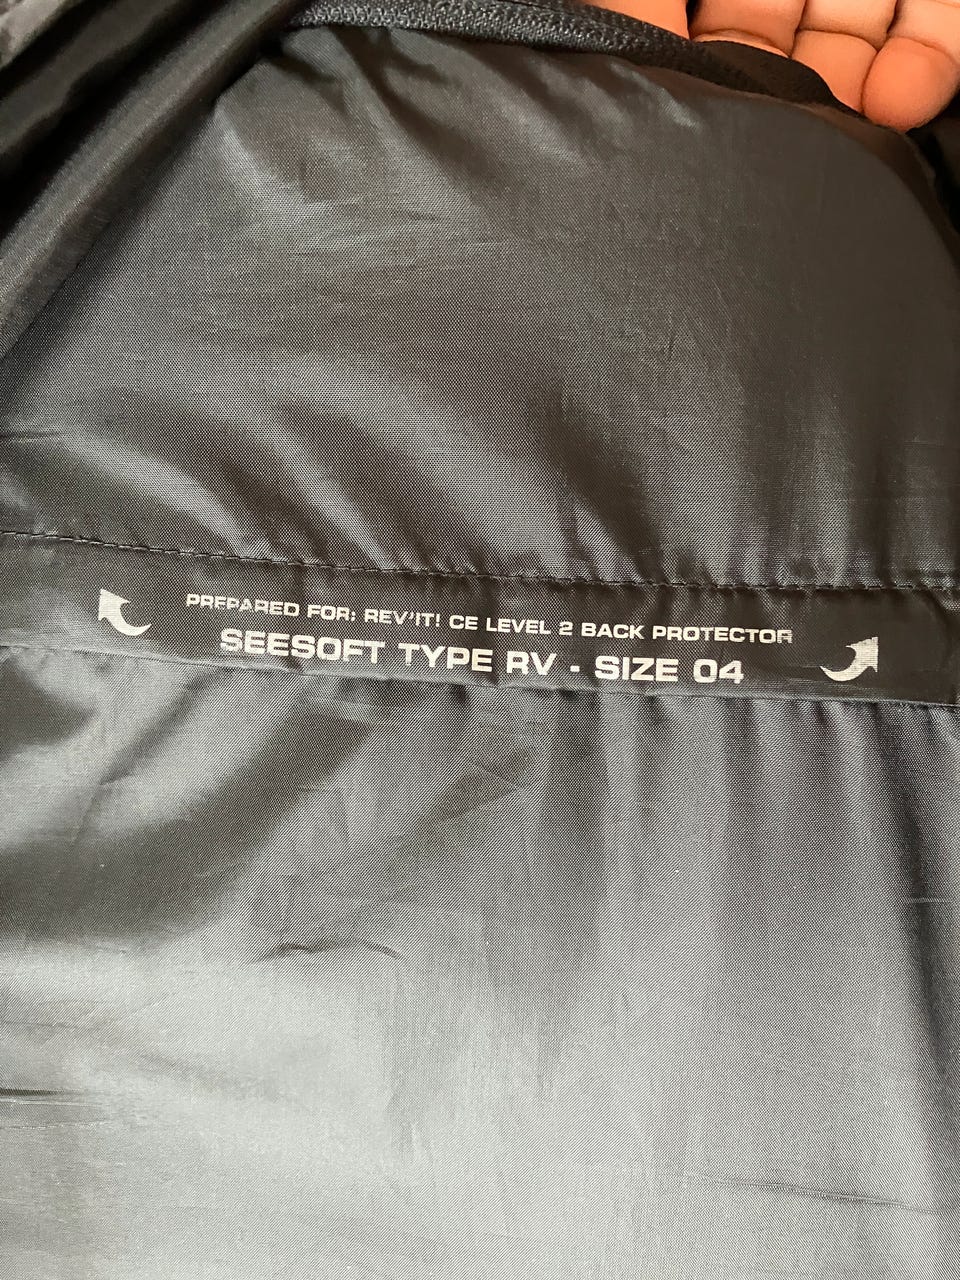 PREPARED FOR: REV'IT! CE LEVEL 2 BACK PROTECTOR
SEESOFT TYPE RV - SIZE 04